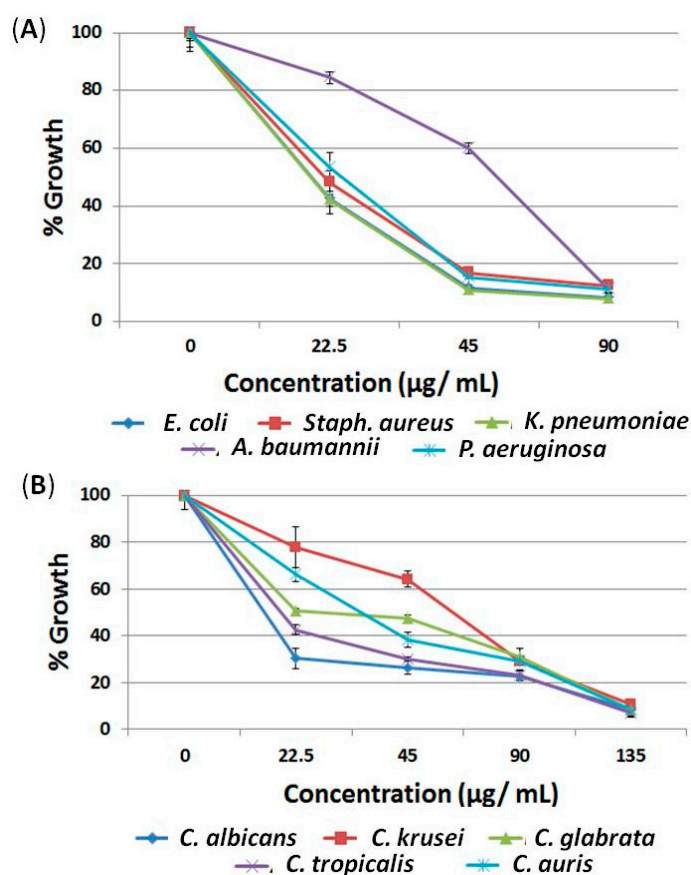 (A)
100
80
60
40
20
0
% Growth
0 22.5 45 90
Concentration (µg/ mL)
E. coli Staph. aureus K. pneumoniae
A. baumannii P. aeruginosa
(B)
100
80
60
40
20
0
% Growth
0 22.5 45 90 135
Concentration (µg/ mL)
C. albicans C. krusei C. glabrata
C. tropicalis C. auris